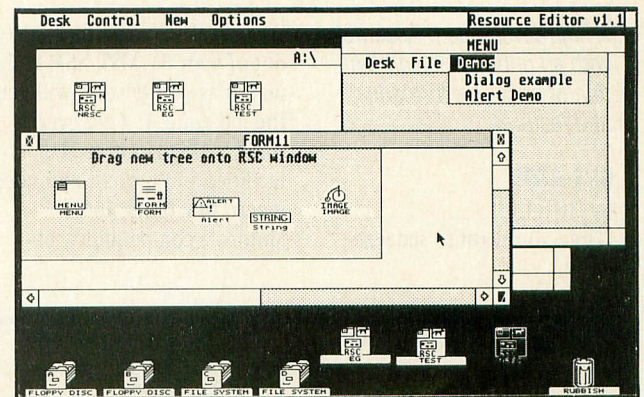 Desk Control New Options Resource Editor v1.1
A:\
MENU
Desk File Demos
Dialog example
Alert Demo
RSC N
NRSC
RSC
EG
RSC
TEST
FORM11
Drag new tree onto RSC window
MENU
MENU
FORM
FORM
ALERT
!
Alert
STRING
String
IMAGE
IMAGE
RSC
EG
RSC
TEST
A
FLOPPY DISC
B
FLOPPY DISC
C
FILE SYSTEM
D
FILE SYSTEM
RUBBISH